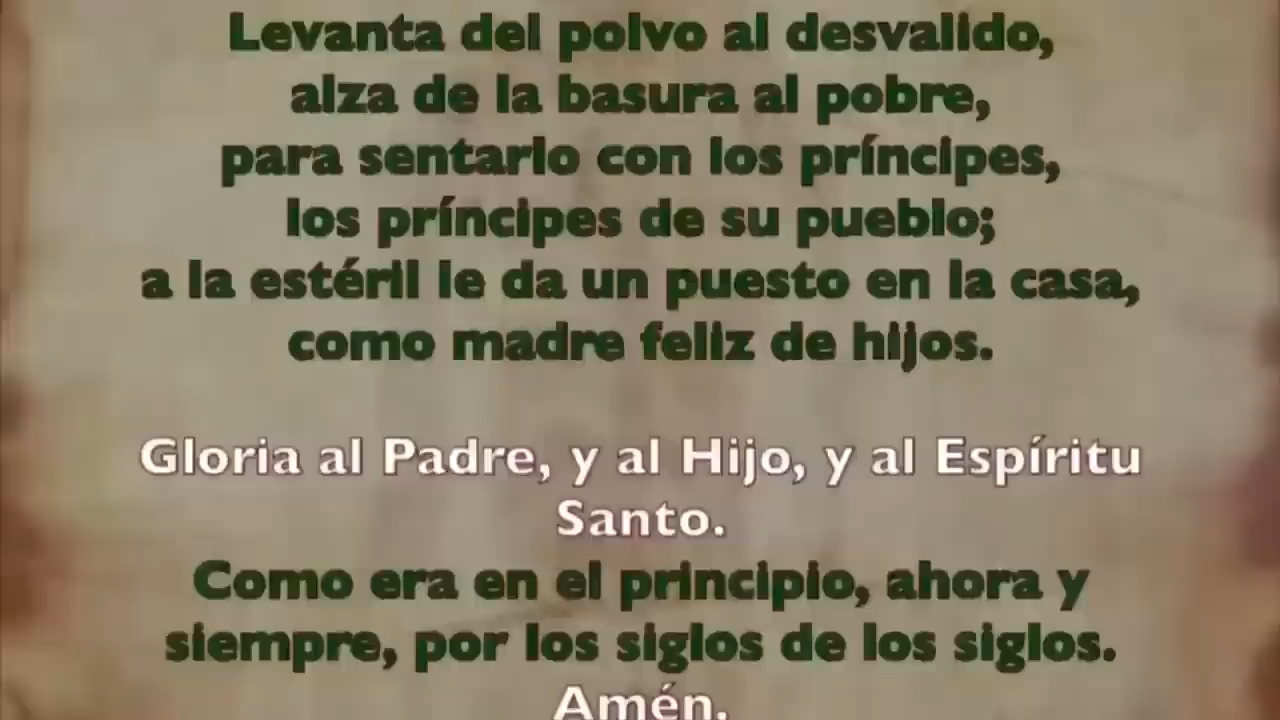 Levanta del polvo al desvalido,
alza de la basura al pobre,
para sentarlo con los príncipes,
los príncipes de su pueblo;
a la estéril le da un puesto en la casa,
como madre feliz de hijos.
Gloria al Padre, y al Hijo, y al Espíritu
Santo.
Como era en el principio, ahora y
siempre, por los siglos de los siglos.
Amén.